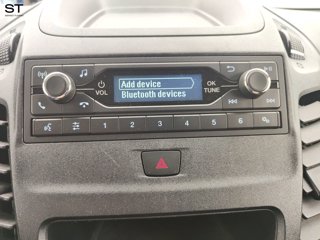 ST
Add device
Bluetooth devices
VOL
OK
TUNE
1 2 3 4 5 6